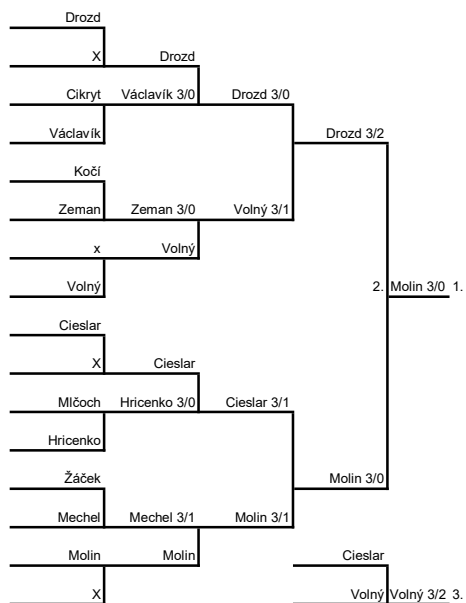 Drozd
X Drozd
Cikryt Václavík 3/0 Drozd 3/0
Václavík Drozd 3/2
Kočí
Zeman Zeman 3/0 Volný 3/1
x Volný
Volný 2. Molin 3/0 1.
Cieslar
X Cieslar
Mlčoch Hricenko 3/0 Cieslar 3/1
Hricenko
Žáček Molin 3/0
Mechel Mechel 3/1 Molin 3/1
Molin Molin Cieslar
X Volný Volný 3/2 3.